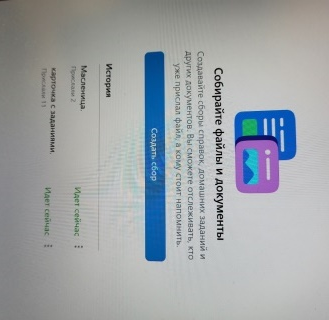 Собирайте файлы и документы
Создавайте сборы справок, домашних заданий и
других документов. Вы сможете отслеживать, кто
уже прислал файл, а кому стоит напомнить.
Создать сбор
История
Масленица.
Прислали 2
Идет сейчас
карточка с заданиями
Прислали 11
Идет сейчас